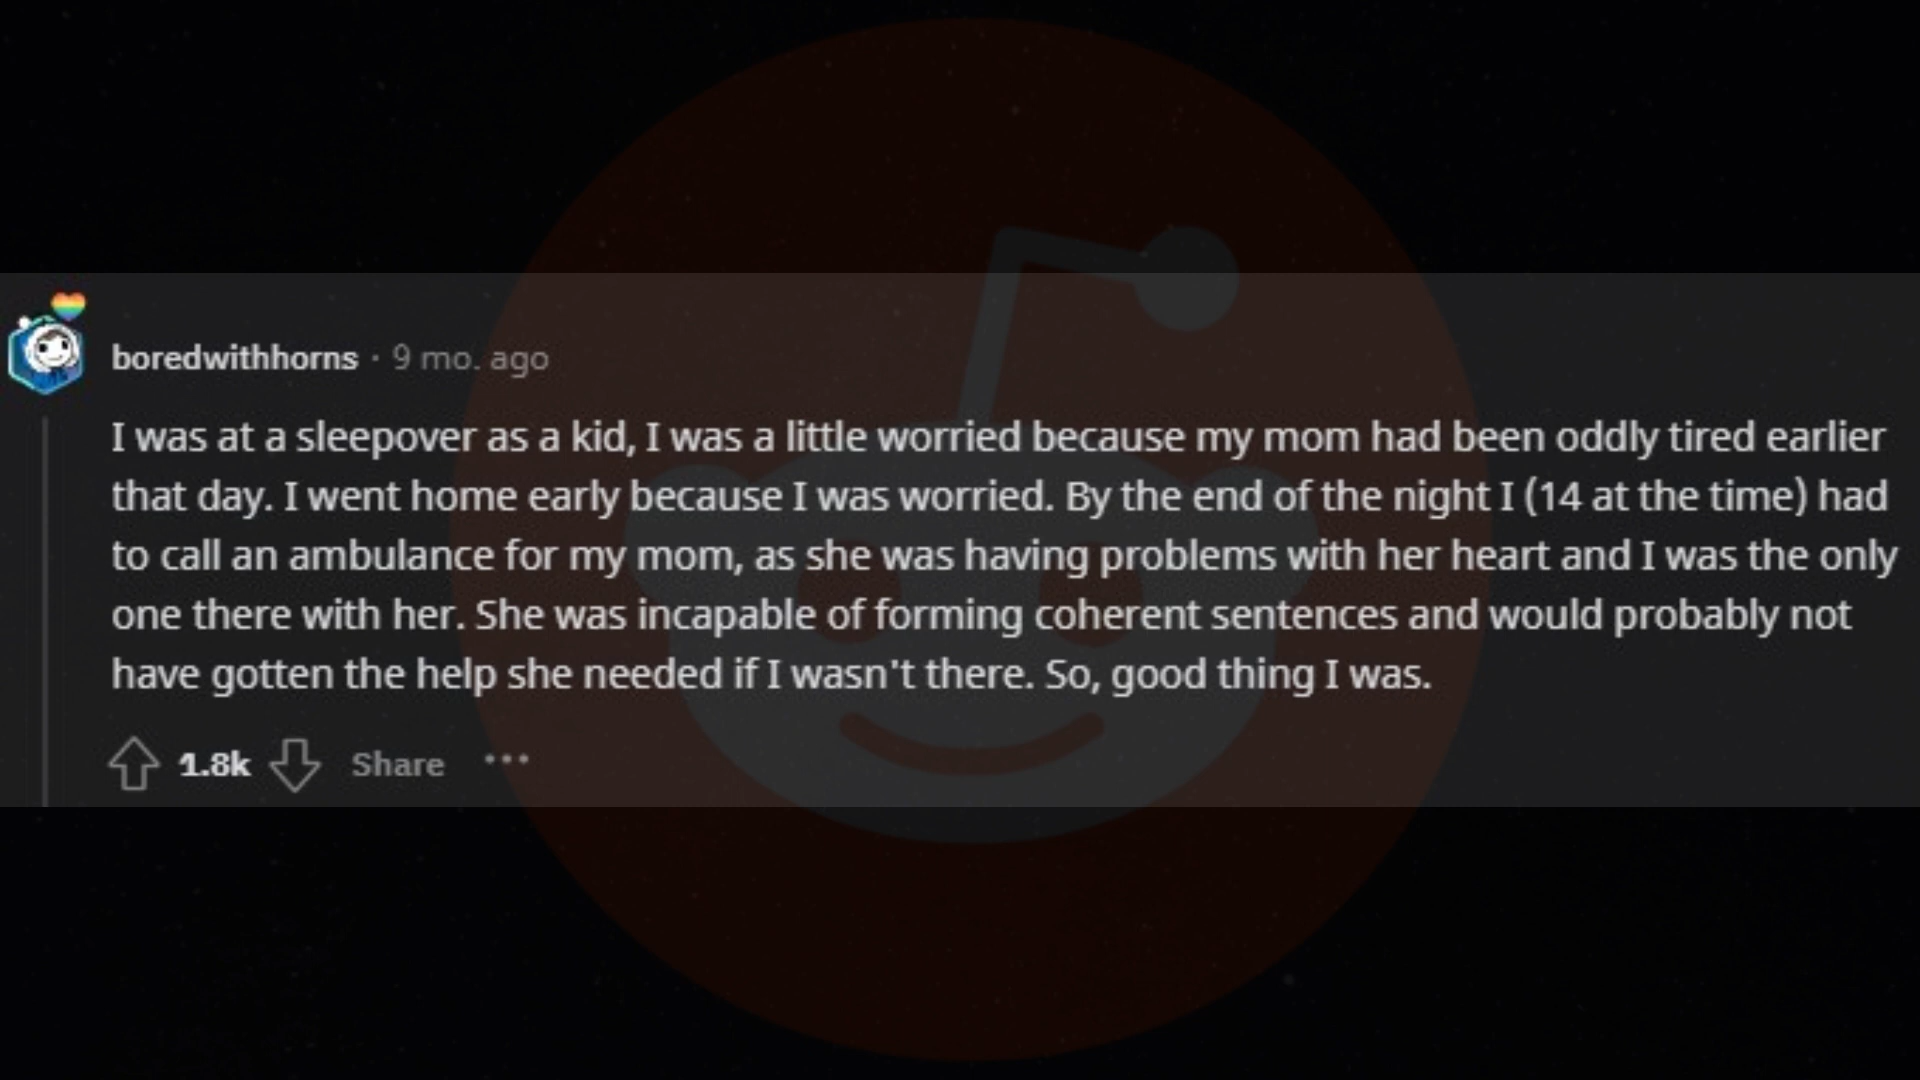 boredwithhorns · 9 mo. ago
I was at a sleepover as a kid, I was a little worried because my mom had been oddly tired earlier
that day. I went home early because I was worried. By the end of the night I (14 at the time) had
to call an ambulance for my mom, as she was having problems with her heart and I was the only
one there with her. She was incapable of forming coherent sentences and would probably not
have gotten the help she needed if I wasn't there. So, good thing I was.
1.8k Share ...